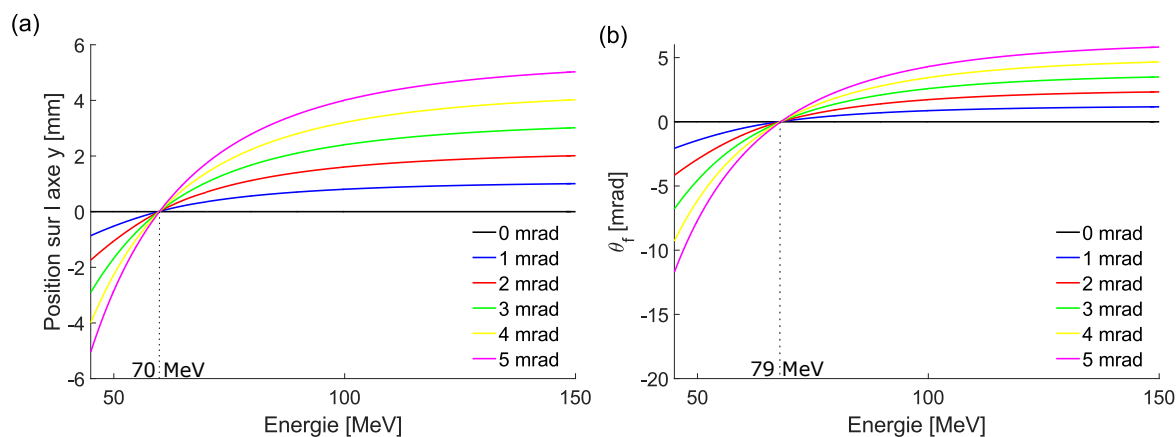 (a)
Position sur l axe y [mm]
6
4
2
0
-2
-4
-6
70 MeV
50
100
150
Energie [MeV]
0 mrad
1 mrad
2 mrad
3 mrad
4 mrad
5 mrad
(b)
θf [mrad]
5
0
-5
-10
-15
-20
79 MeV
50
100
150
Energie [MeV]
0 mrad
1 mrad
2 mrad
3 mrad
4 mrad
5 mrad